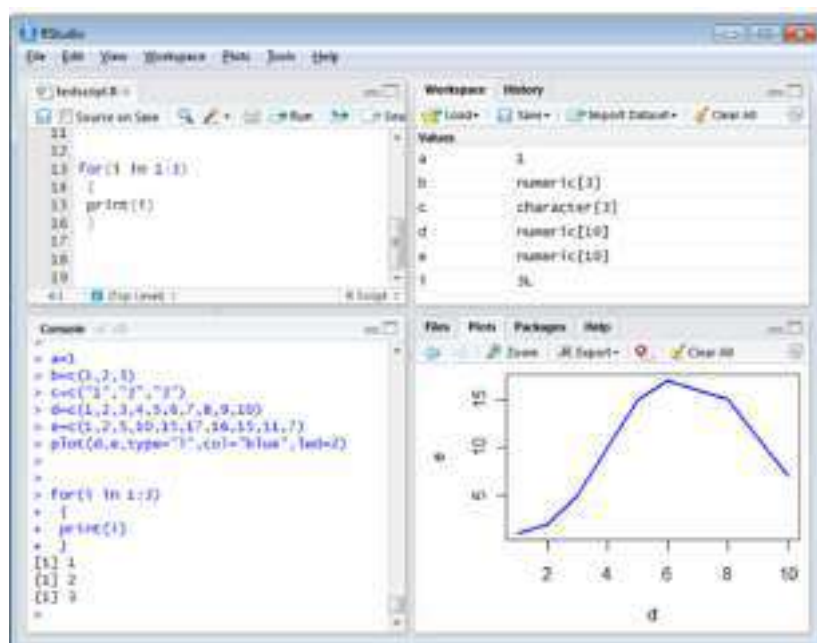 RStudio
File Edit View Workspace Plots Tools Help
testscript.R
Source on Save Run
11
12
13 for(i in 1:3)
14 {
15 print(i)
16 }
17
18
19
(Top Level)
R Script
Workspace History
Load Save Import Dataset Clear All
Values
a 1
b numeric[3]
c character[3]
d numeric[10]
e numeric[10]
i 3L
Console
>
> a=1
> b=c(1,2,3)
> c=c("1","2","3")
> d=c(1,2,3,4,5,6,7,8,9,10)
> e=c(1,2,5,10,15,17,16,15,11,7)
> plot(d,e,type="l",col="blue",lwd=2)
>
>
> for(i in 1:3)
+ {
+ print(i)
+ }
[1] 1
[1] 2
[1] 3
>
Files Plots Packages Help
Zoom Export Clear All
15
10
5
e
2 4 6 8 10
d